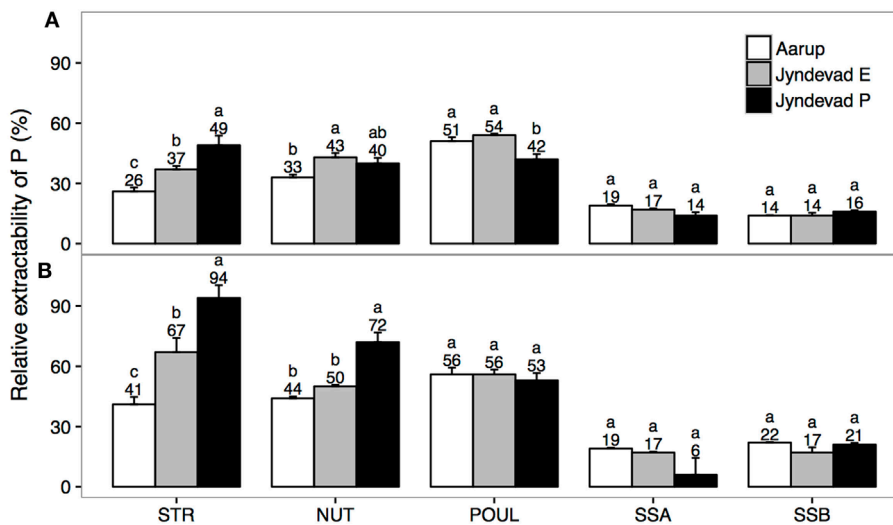 A
Relative extractability of P (%)
90
60
30
0
Aarup
Jyndevad E
Jyndevad P
c b a
26 37 49
b a ab
33 43 40
a a b
51 54 42
a a a
19 17 14
a a a
14 14 16
B
90
60
30
0
c b a
41 67 94
b b a
44 50 72
a a a
56 56 53
a a a
19 17 6
a a a
22 17 21
STR NUT POUL SSA SSB